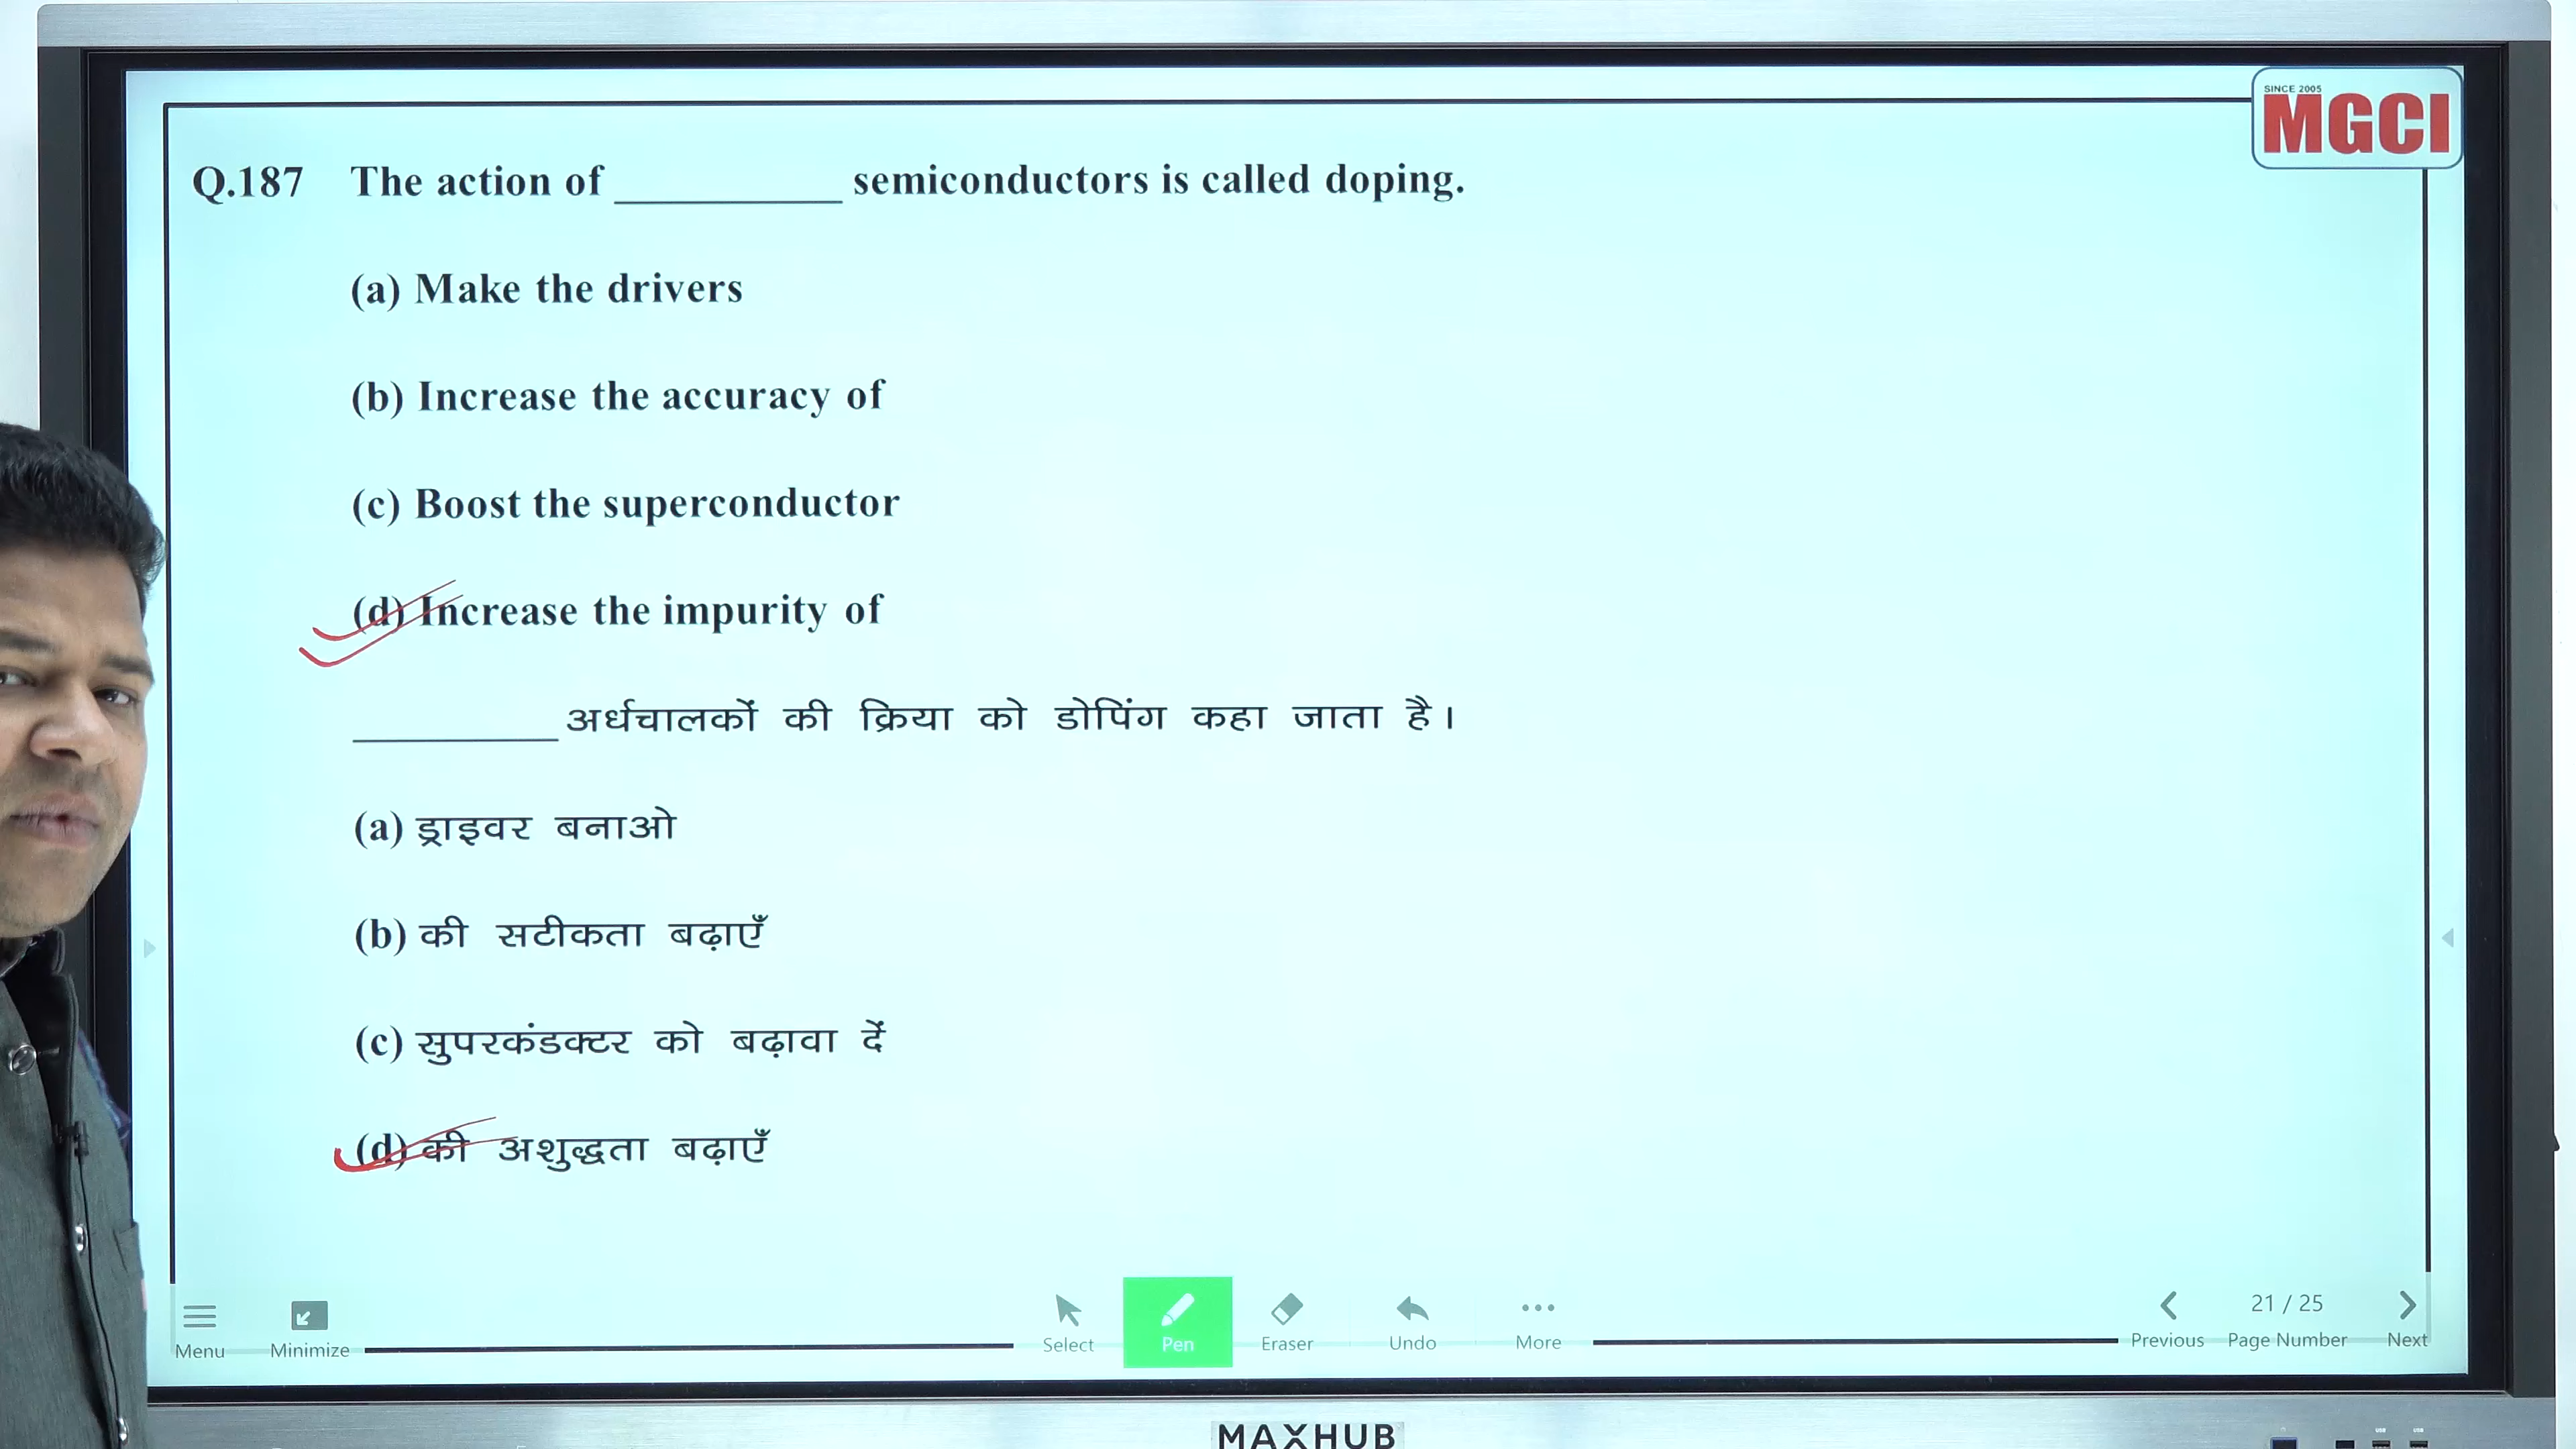 SINCE 2005
MGCI
Q.187 The action of __________ semiconductors is called doping.
(a) Make the drivers
(b) Increase the accuracy of
(c) Boost the superconductor
(d) Increase the impurity of
__________ अर्धचालकों की क्रिया को डोपिंग कहा जाता है।
(a) ड्राइवर बनाओ
(b) की सटीकता बढ़ाएँ
(c) सुपरकंडक्टर को बढ़ावा दें
(d) की अशुद्धता बढ़ाएँ
Menu Minimize Select Pen Eraser Undo More Previous 21 / 25 Page Number Next
MAXHUB